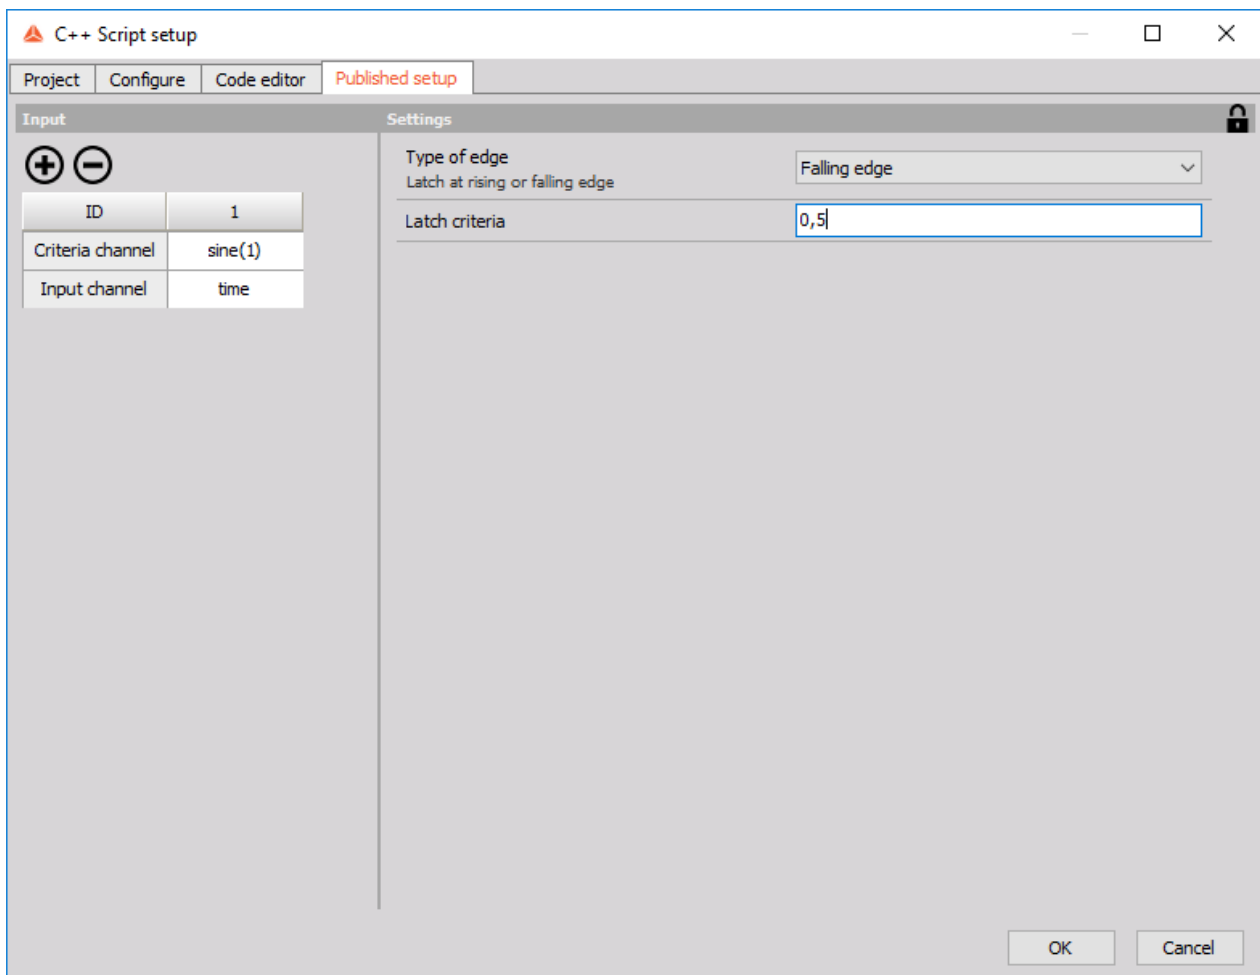 C++ Script setup
Project Configure Code editor Published setup
Input Settings
Type of edge
Latch at rising or falling edge
Falling edge
Latch criteria 0,5
ID 1
Criteria channel sine(1)
Input channel time
OK Cancel